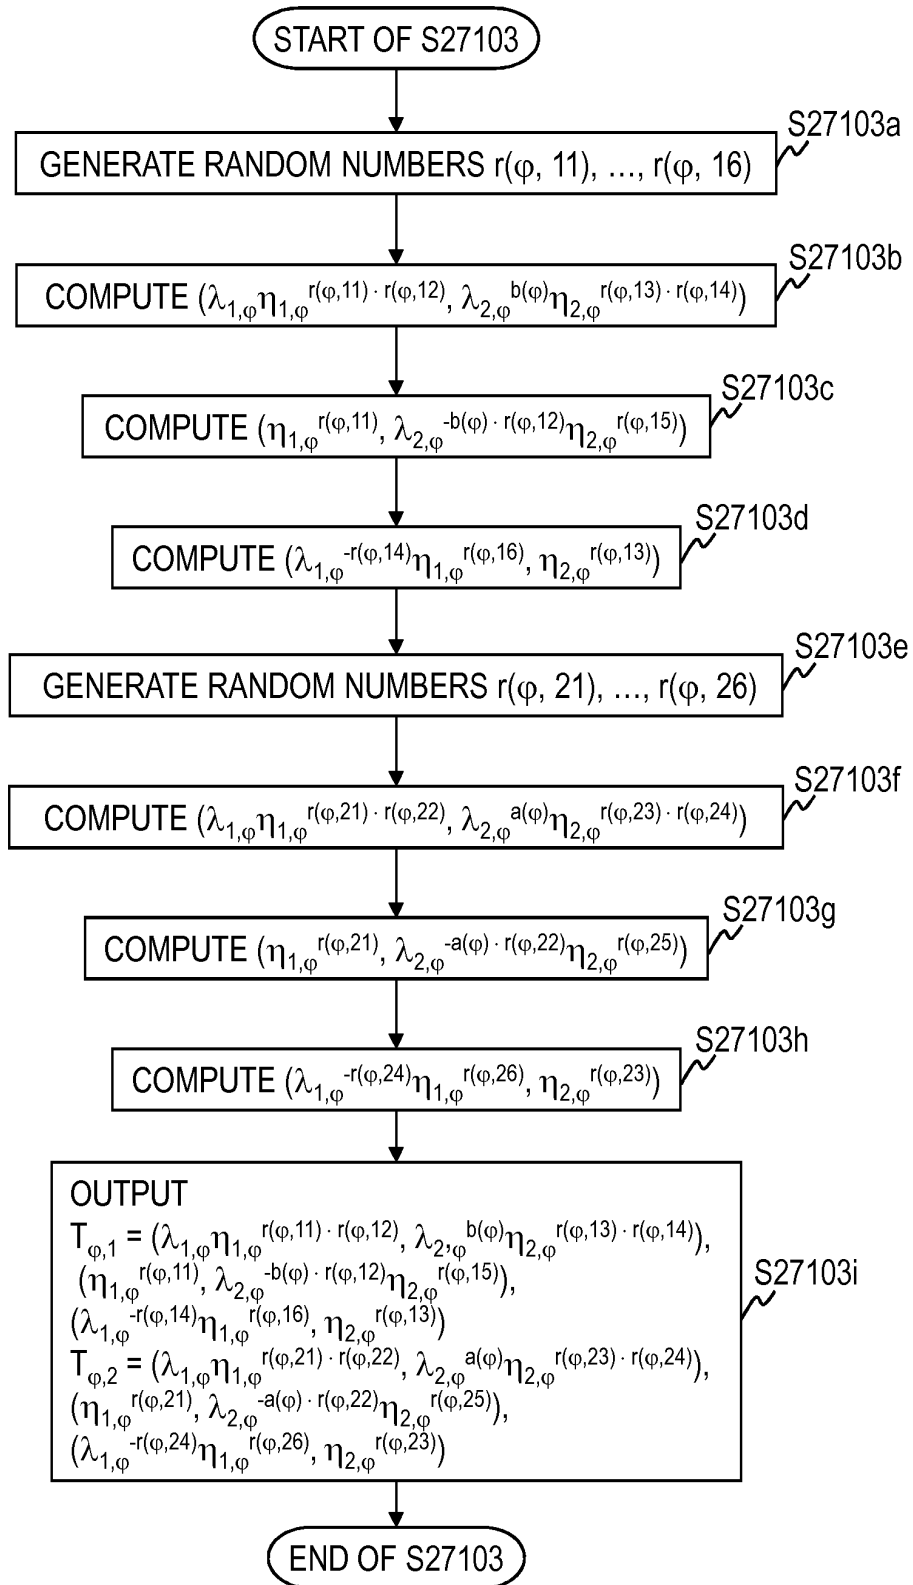 START OF S27103
S27103a
GENERATE RANDOM NUMBERS r(φ, 11), …, r(φ, 16)
S27103b
COMPUTE (λ₁,φ η₁,φ^r(φ,11) · r(φ,12), λ₂,φ^b(φ) η₂,φ^r(φ,13) · r(φ,14))
S27103c
COMPUTE (η₁,φ^r(φ,11), λ₂,φ^-b(φ) · r(φ,12) η₂,φ^r(φ,15))
S27103d
COMPUTE (λ₁,φ^-r(φ,14) η₁,φ^r(φ,16), η₂,φ^r(φ,13))
S27103e
GENERATE RANDOM NUMBERS r(φ, 21), …, r(φ, 26)
S27103f
COMPUTE (λ₁,φ η₁,φ^r(φ,21) · r(φ,22), λ₂,φ^a(φ) η₂,φ^r(φ,23) · r(φ,24))
S27103g
COMPUTE (η₁,φ^r(φ,21), λ₂,φ^-a(φ) · r(φ,22) η₂,φ^r(φ,25))
S27103h
COMPUTE (λ₁,φ^-r(φ,24) η₁,φ^r(φ,26), η₂,φ^r(φ,23))
OUTPUT
Tφ,1 = (λ₁,φ η₁,φ^r(φ,11) · r(φ,12), λ₂,φ^b(φ) η₂,φ^r(φ,13) · r(φ,14)),
(η₁,φ^r(φ,11), λ₂,φ^-b(φ) · r(φ,12) η₂,φ^r(φ,15)),
(λ₁,φ^-r(φ,14) η₁,φ^r(φ,16), η₂,φ^r(φ,13))
Tφ,2 = (λ₁,φ η₁,φ^r(φ,21) · r(φ,22), λ₂,φ^a(φ) η₂,φ^r(φ,23) · r(φ,24)),
(η₁,φ^r(φ,21), λ₂,φ^-a(φ) · r(φ,22) η₂,φ^r(φ,25)),
(λ₁,φ^-r(φ,24) η₁,φ^r(φ,26), η₂,φ^r(φ,23))
S27103i
END OF S27103